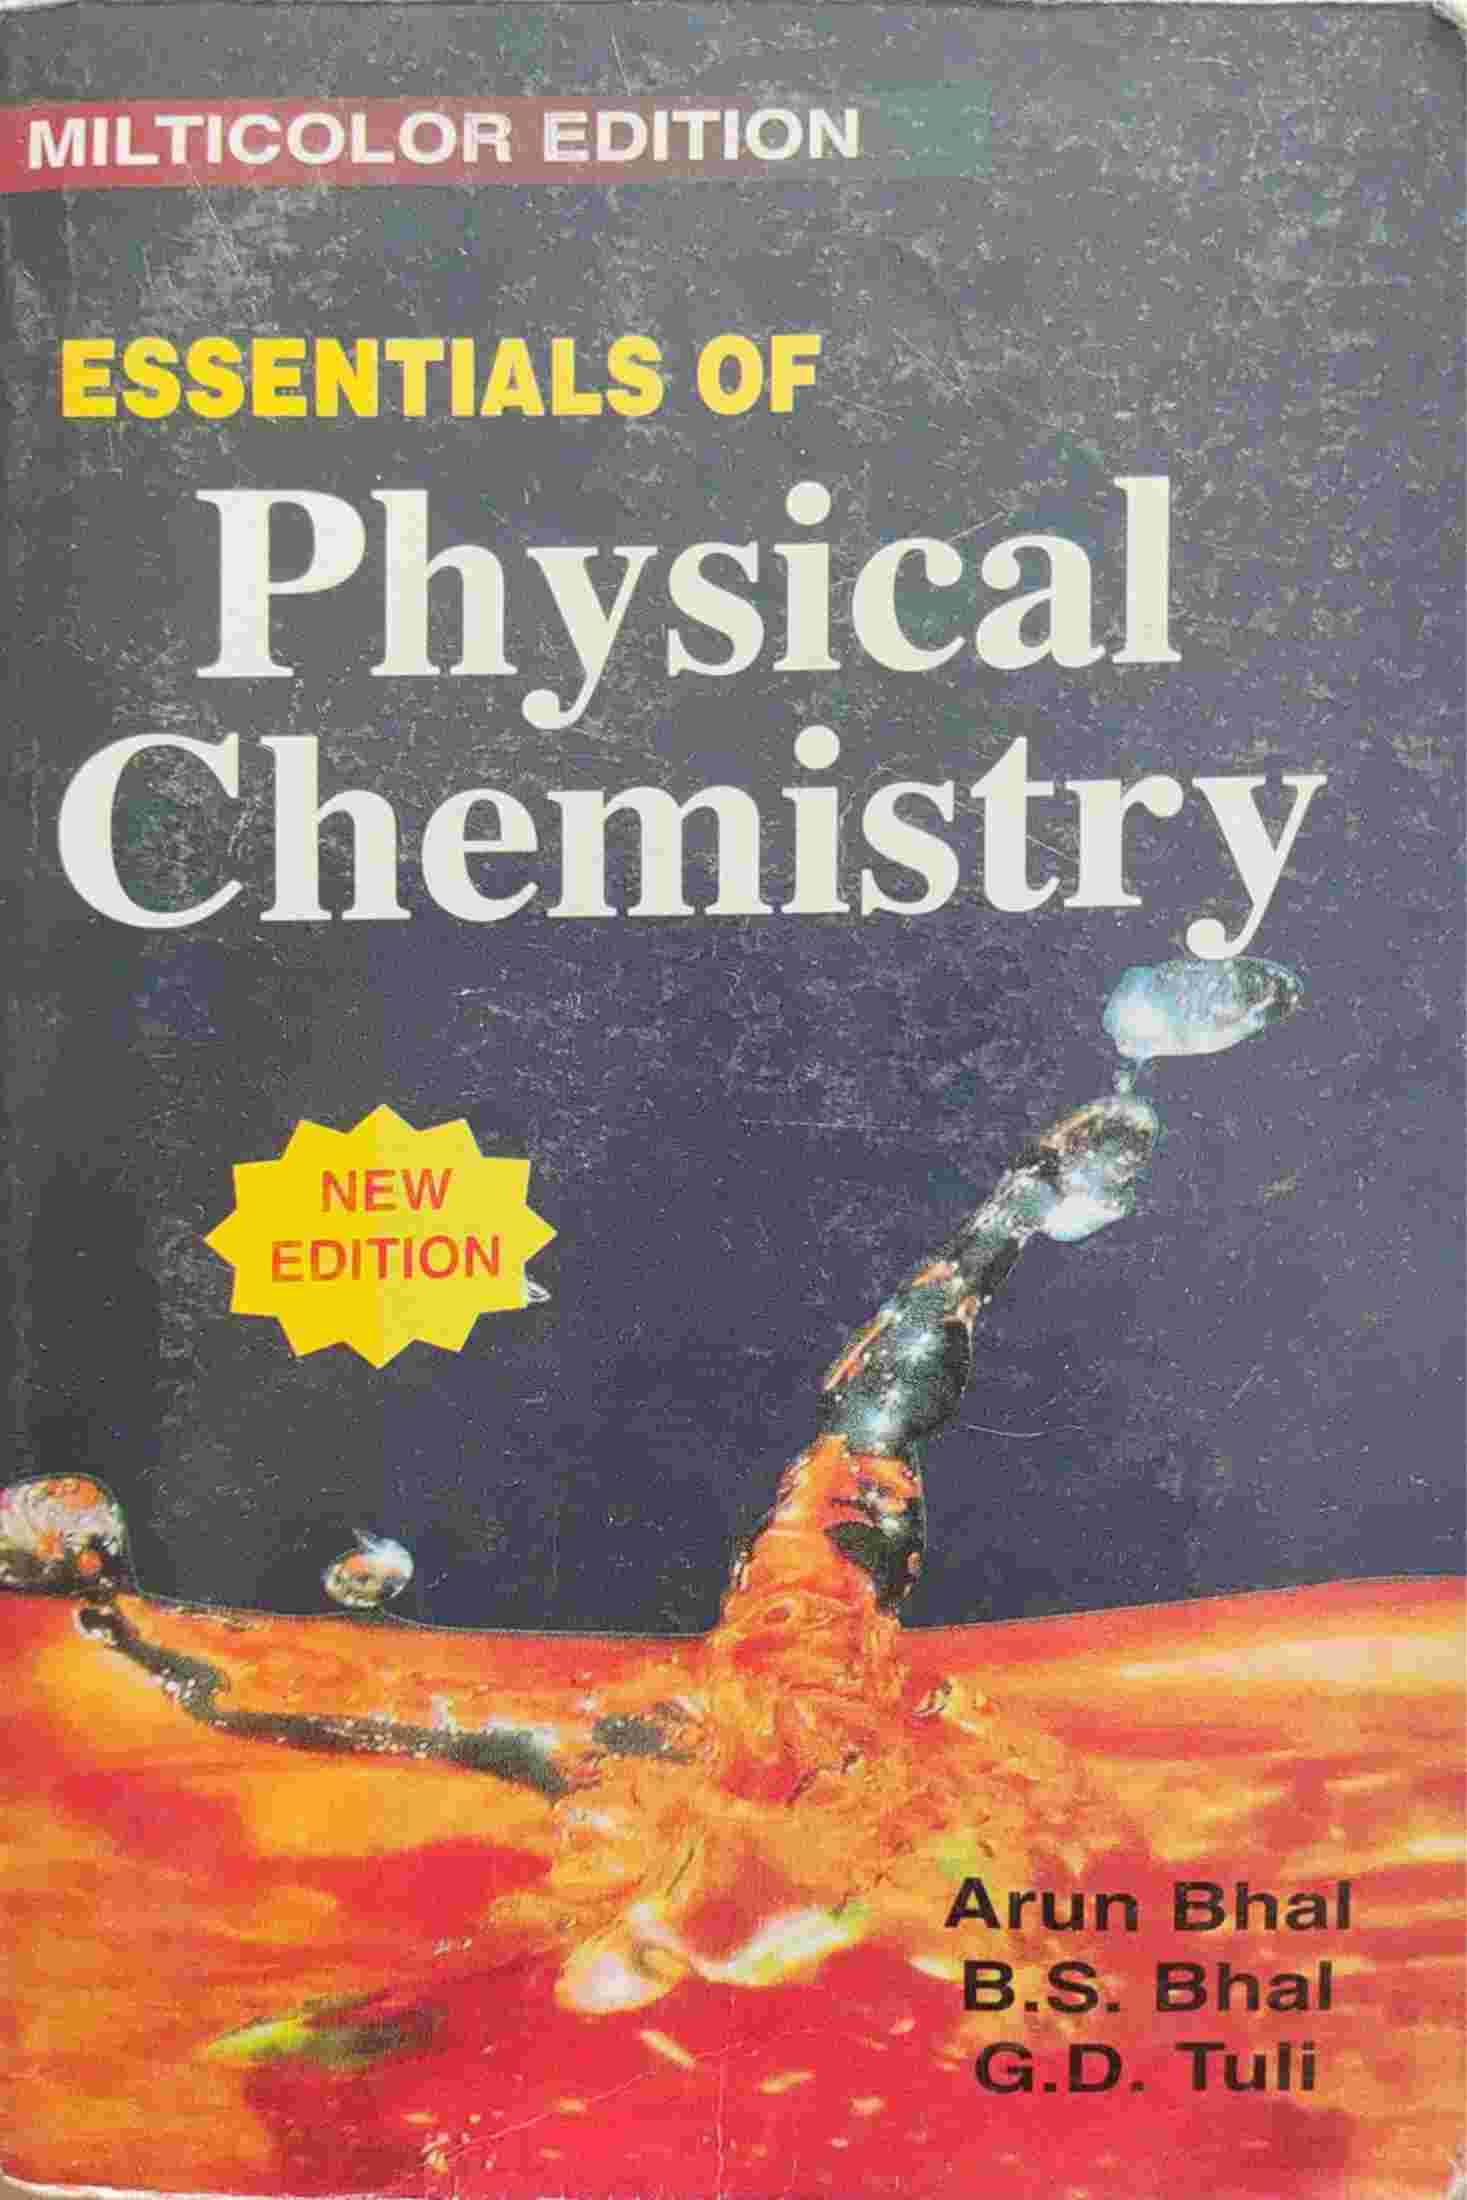 MILTICOLOR EDITION
ESSENTIALS OF
Physical
Chemistry
NEW
EDITION
Arun Bhal
B.S. Bhal
G.D. Tuli